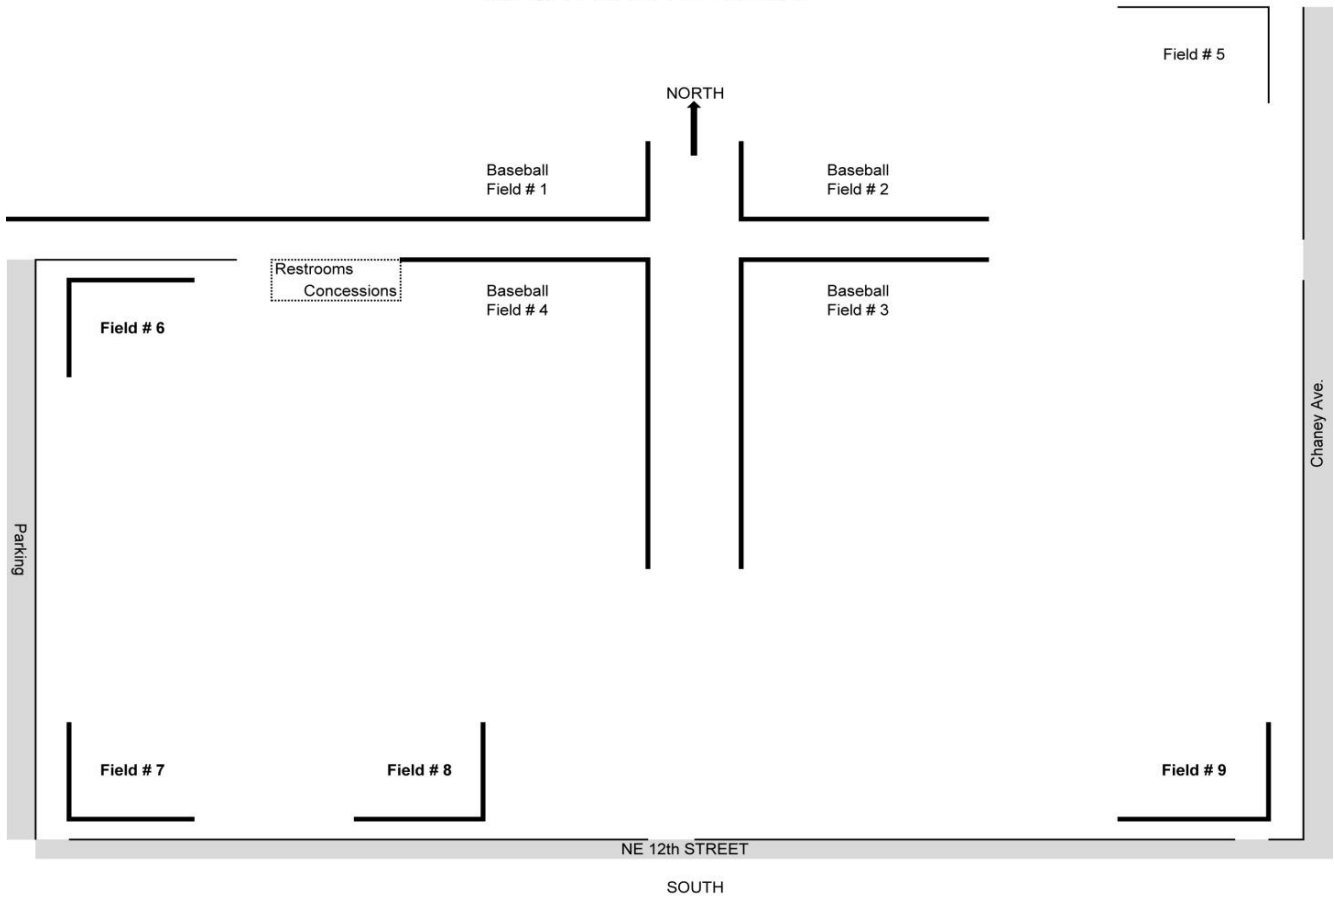 Field # 5
NORTH
Baseball
Field # 1
Baseball
Field # 2
Restrooms
Concessions
Baseball
Field # 4
Baseball
Field # 3
Field # 6
Chaney Ave.
Parking
Field # 7
Field # 8
Field # 9
NE 12th STREET
SOUTH